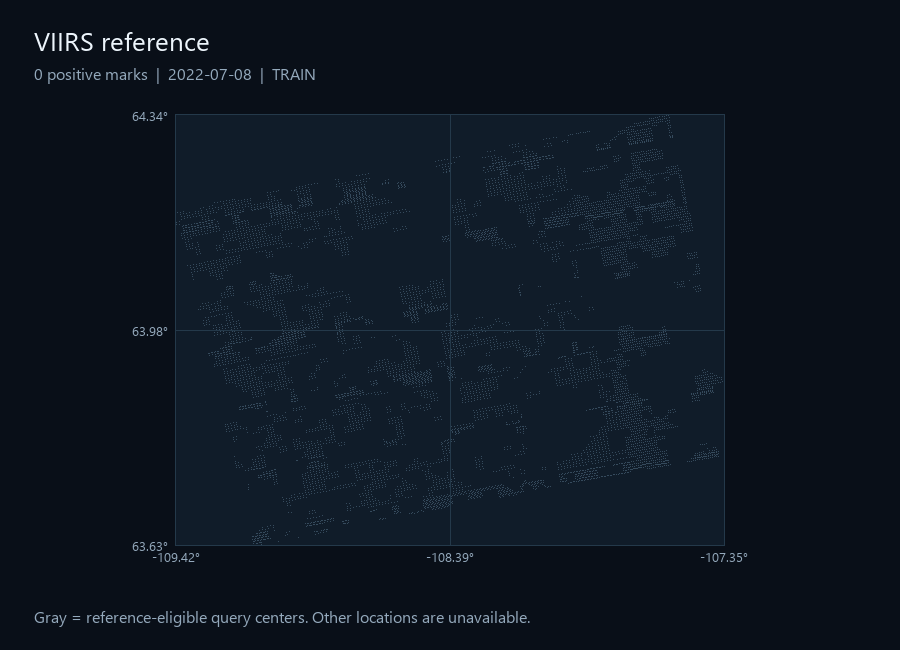 VIIRS reference
0 positive marks | 2022-07-08 | TRAIN
64.34°
63.98°
63.63°
-109.42°
-108.39°
-107.35°
Gray = reference-eligible query centers. Other locations are unavailable.